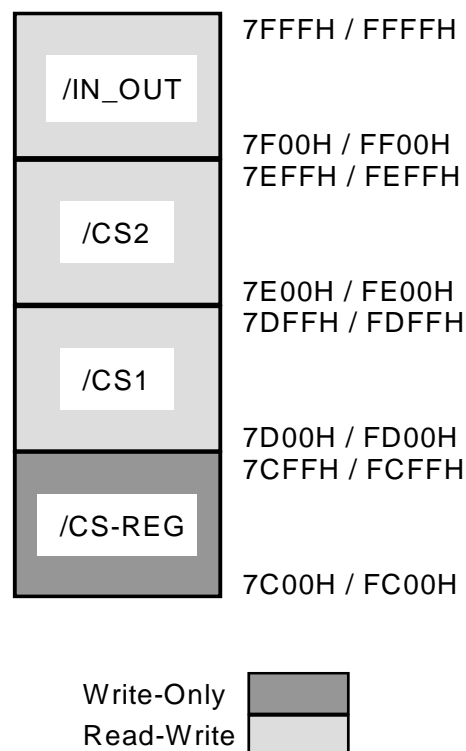 7FFFH / FFFFH
/IN_OUT
7F00H / FF00H
7EFFH / FEFFH
/CS2
7E00H / FE00H
7DFFH / FDFFH
/CS1
7D00H / FD00H
7CFFH / FCFFH
/CS-REG
7C00H / FC00H
Write-Only
Read-Write